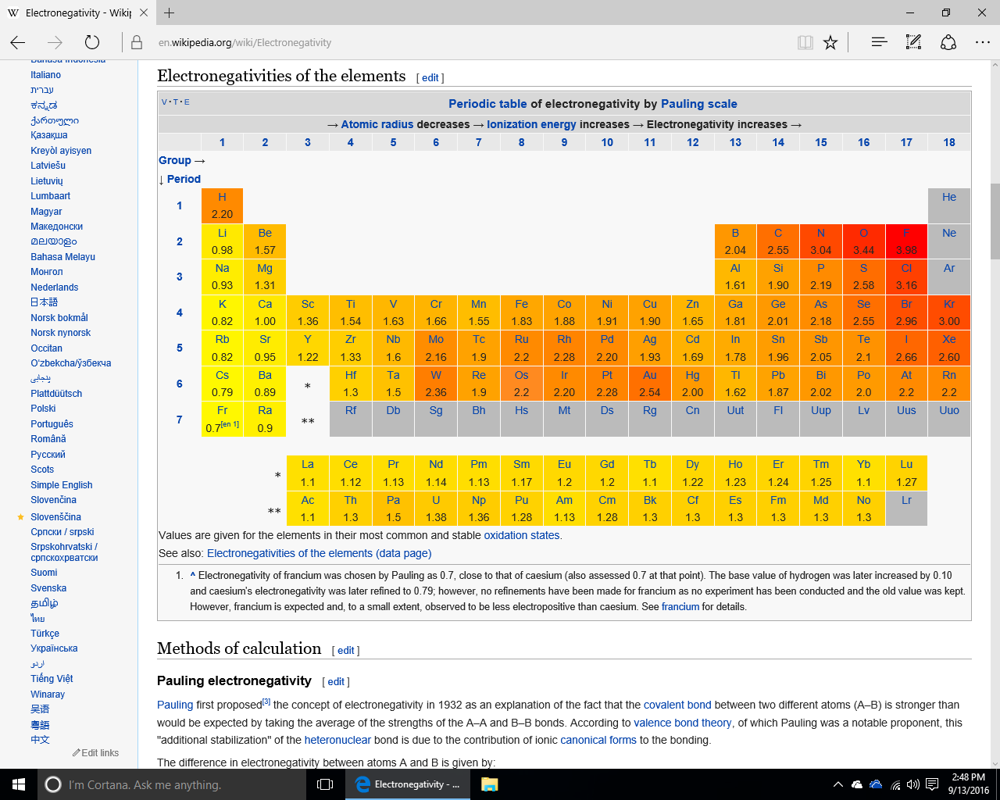 Electronegativity - Wikip
en.wikipedia.org/wiki/Electronegativity
Bahasa Indonesia
Italiano
עברית
ಕನ್ನಡ
ქართული
Қазақша
Kreyòl ayisyen
Latviešu
Lietuvių
Lumbaart
Magyar
Македонски
മലയാളം
Bahasa Melayu
Монгол
Nederlands
日本語
Norsk bokmål
Norsk nynorsk
Occitan
Oʻzbekcha/ўзбекча
پنجابی
Plattdüütsch
Polski
Português
Română
Русский
Scots
Simple English
Slovenčina
Slovenščina
Српски / srpski
Srpskohrvatski /
српскохрватски
Suomi
Svenska
தமிழ்
ไทย
Türkçe
Українська
اردو
Tiếng Việt
Winaray
吴语
粵語
中文
Edit links
Electronegativities of the elements [ edit ]
V · T · E Periodic table of electronegativity by Pauling scale
→ Atomic radius decreases → Ionization energy increases → Electronegativity increases →
1 2 3 4 5 6 7 8 9 10 11 12 13 14 15 16 17 18
Group →
↓ Period
H He
1
2.20
Li Be B C N O F Ne
2
0.98 1.57 2.04 2.55 3.04 3.44 3.98
Na Mg Al Si P S Cl Ar
3
0.93 1.31 1.61 1.90 2.19 2.58 3.16
K Ca Sc Ti V Cr Mn Fe Co Ni Cu Zn Ga Ge As Se Br Kr
4
0.82 1.00 1.36 1.54 1.63 1.66 1.55 1.83 1.88 1.91 1.90 1.65 1.81 2.01 2.18 2.55 2.96 3.00
Rb Sr Y Zr Nb Mo Tc Ru Rh Pd Ag Cd In Sn Sb Te I Xe
5
0.82 0.95 1.22 1.33 1.6 2.16 1.9 2.2 2.28 2.20 1.93 1.69 1.78 1.96 2.05 2.1 2.66 2.60
Cs Ba Hf Ta W Re Os Ir Pt Au Hg Tl Pb Bi Po At Rn
6 *
0.79 0.89 1.3 1.5 2.36 1.9 2.2 2.20 2.28 2.54 2.00 1.62 1.87 2.02 2.0 2.2 2.2
Fr Ra Rf Db Sg Bh Hs Mt Ds Rg Cn Uut Fl Uup Lv Uus Uuo
7 **
0.7[en 1] 0.9
La Ce Pr Nd Pm Sm Eu Gd Tb Dy Ho Er Tm Yb Lu
*
1.1 1.12 1.13 1.14 1.13 1.17 1.2 1.2 1.1 1.22 1.23 1.24 1.25 1.1 1.27
Ac Th Pa U Np Pu Am Cm Bk Cf Es Fm Md No Lr
**
1.1 1.3 1.5 1.38 1.36 1.28 1.13 1.28 1.3 1.3 1.3 1.3 1.3 1.3
Values are given for the elements in their most common and stable oxidation states.
See also: Electronegativities of the elements (data page)
1. ^ Electronegativity of francium was chosen by Pauling as 0.7, close to that of caesium (also assessed 0.7 at that point). The base value of hydrogen was later increased by 0.10
and caesium's electronegativity was later refined to 0.79; however, no refinements have been made for francium as no experiment has been conducted and the old value was kept.
However, francium is expected and, to a small extent, observed to be less electropositive than caesium. See francium for details.
Methods of calculation [ edit ]
Pauling electronegativity [ edit ]
Pauling first proposed[3] the concept of electronegativity in 1932 as an explanation of the fact that the covalent bond between two different atoms (A–B) is stronger than
would be expected by taking the average of the strengths of the A–A and B–B bonds. According to valence bond theory, of which Pauling was a notable proponent, this
"additional stabilization" of the heteronuclear bond is due to the contribution of ionic canonical forms to the bonding.
The difference in electronegativity between atoms A and B is given by:
I'm Cortana. Ask me anything.
Electronegativity - ...
2:48 PM
9/13/2016